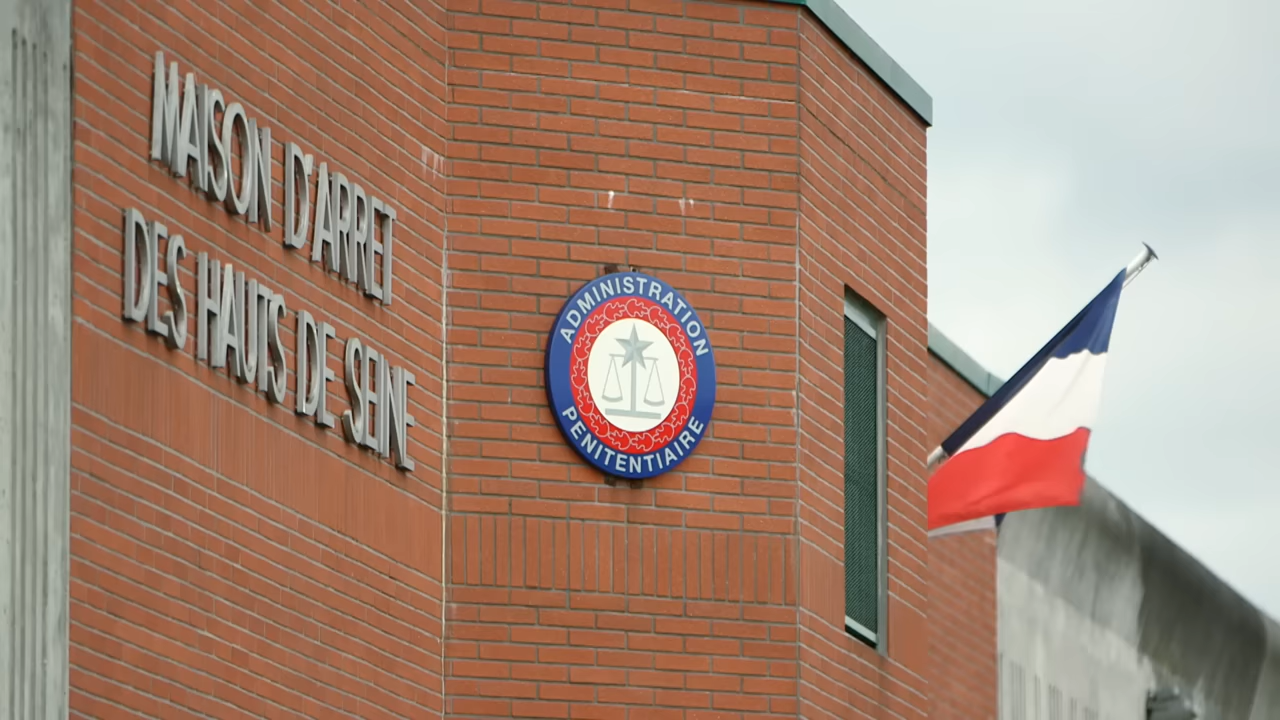 MAISON D'ARRET
DES HAUTS DE SEINE
ADMINISTRATION
PENITENTIAIRE